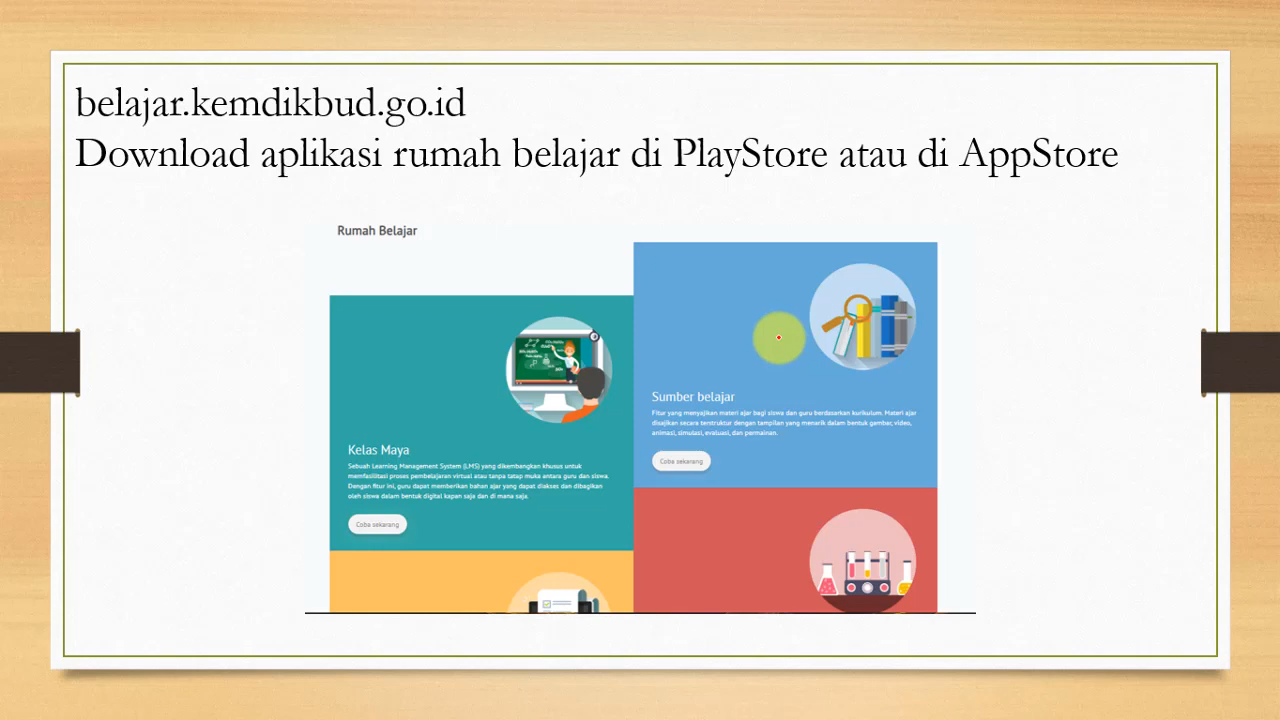 belajar.kemdikbud.go.id
Download aplikasi rumah belajar di PlayStore atau di AppStore
Rumah Belajar
Kelas Maya
Sebuah Learning Management System (LMS) yang dikembangkan khusus untuk
memfasilitasi proses pembelajaran virtual atau tanpa tatap muka antara guru dan siswa.
Dengan fitur ini, guru dapat memberikan bahan ajar yang dapat diakses dan dibagikan
oleh siswa dalam bentuk digital kapan saja dan di mana saja.
Coba sekarang
Sumber belajar
Fitur yang menyajikan materi ajar bagi siswa dan guru berdasarkan kurikulum. Materi ajar
disajikan secara terstruktur dengan tampilan yang menarik dalam bentuk gambar, video,
animasi, simulasi, evaluasi, dan permainan.
Coba sekarang